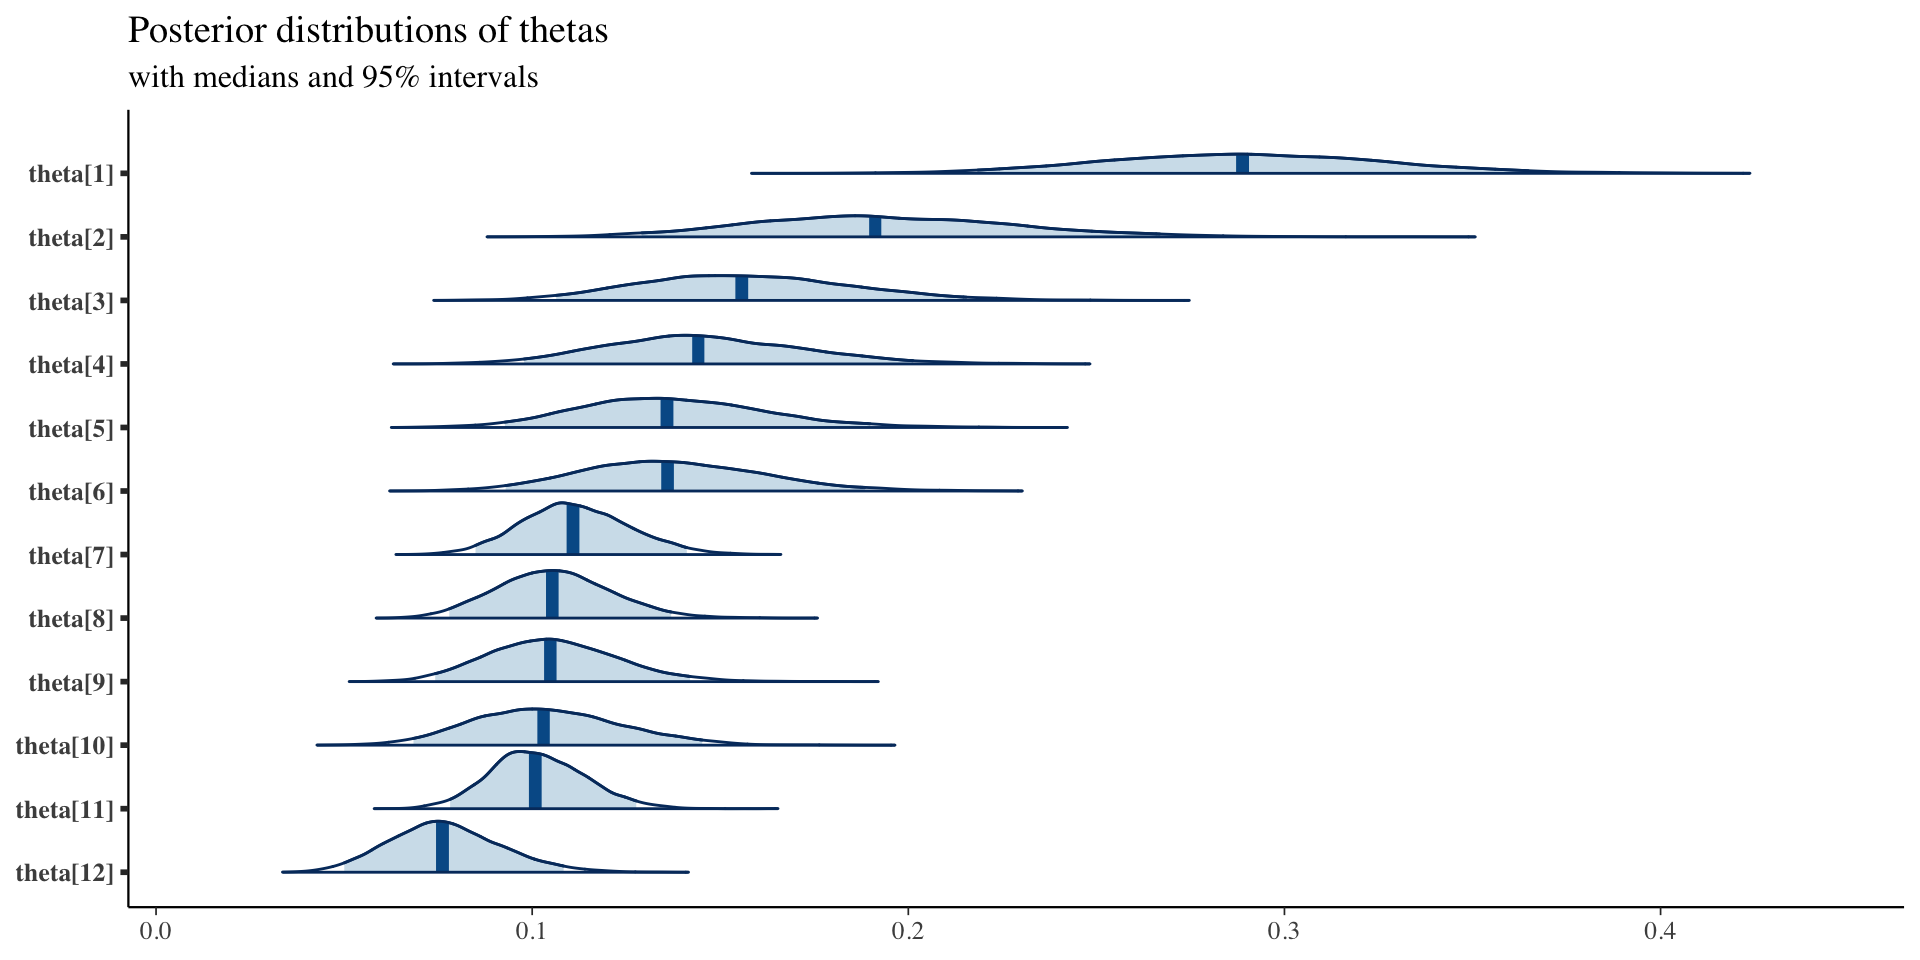 Posterior distributions of thetas
with medians and 95% intervals
theta[1]
theta[2]
theta[3]
theta[4]
theta[5]
theta[6]
theta[7]
theta[8]
theta[9]
theta[10]
theta[11]
theta[12]
0.0 0.1 0.2 0.3 0.4